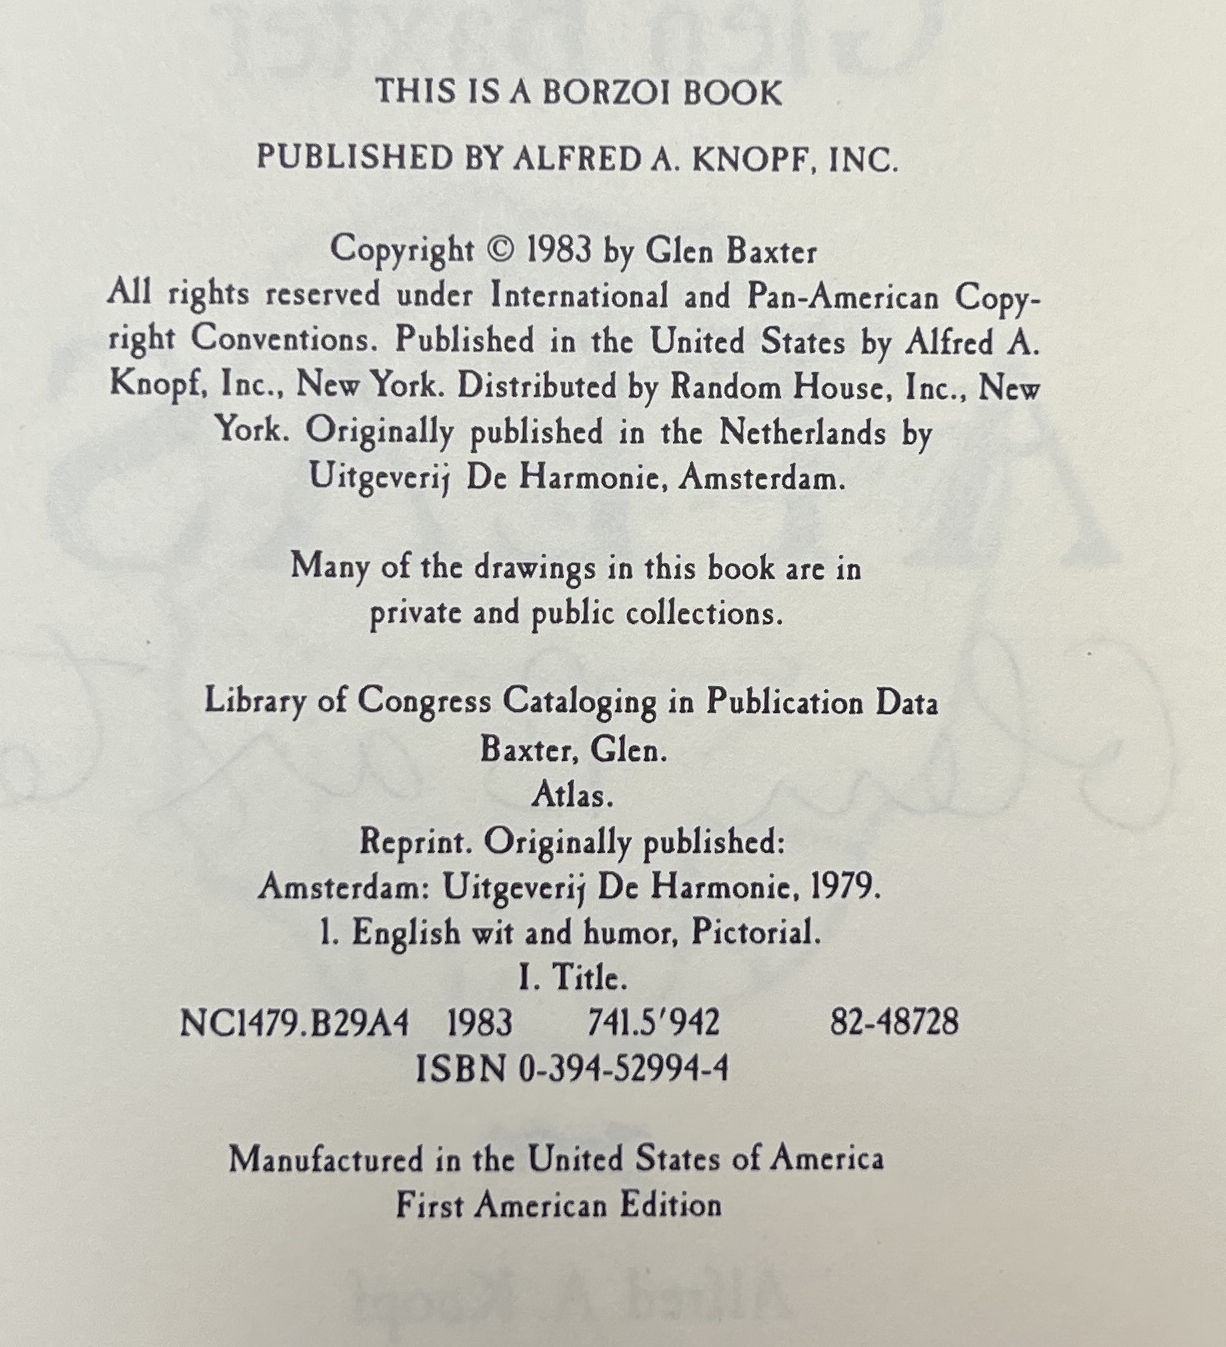 THIS IS A BORZOI BOOK
PUBLISHED BY ALFRED A. KNOPF, INC.
Copyright © 1983 by Glen Baxter
All rights reserved under International and Pan-American Copy-
right Conventions. Published in the United States by Alfred A.
Knopf, Inc., New York. Distributed by Random House, Inc., New
York. Originally published in the Netherlands by
Uitgeverij De Harmonie, Amsterdam.
Many of the drawings in this book are in
private and public collections.
Library of Congress Cataloging in Publication Data
Baxter, Glen.
Atlas.
Reprint. Originally published:
Amsterdam: Uitgeverij De Harmonie, 1979.
1. English wit and humor, Pictorial.
I. Title.
NC1479.B29A4 1983 741.5'942 82-48728
ISBN 0-394-52994-4
Manufactured in the United States of America
First American Edition